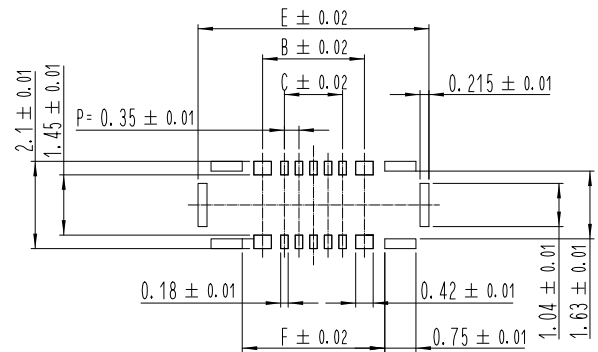 E ± 0.02
B ± 0.02
C ± 0.02
0.215 ± 0.01
P= 0.35 ± 0.01
2.1 ± 0.01
1.45 ± 0.01
0.18 ± 0.01
0.42 ± 0.01
1.04 ± 0.01
1.63 ± 0.01
F ± 0.02
0.75 ± 0.01